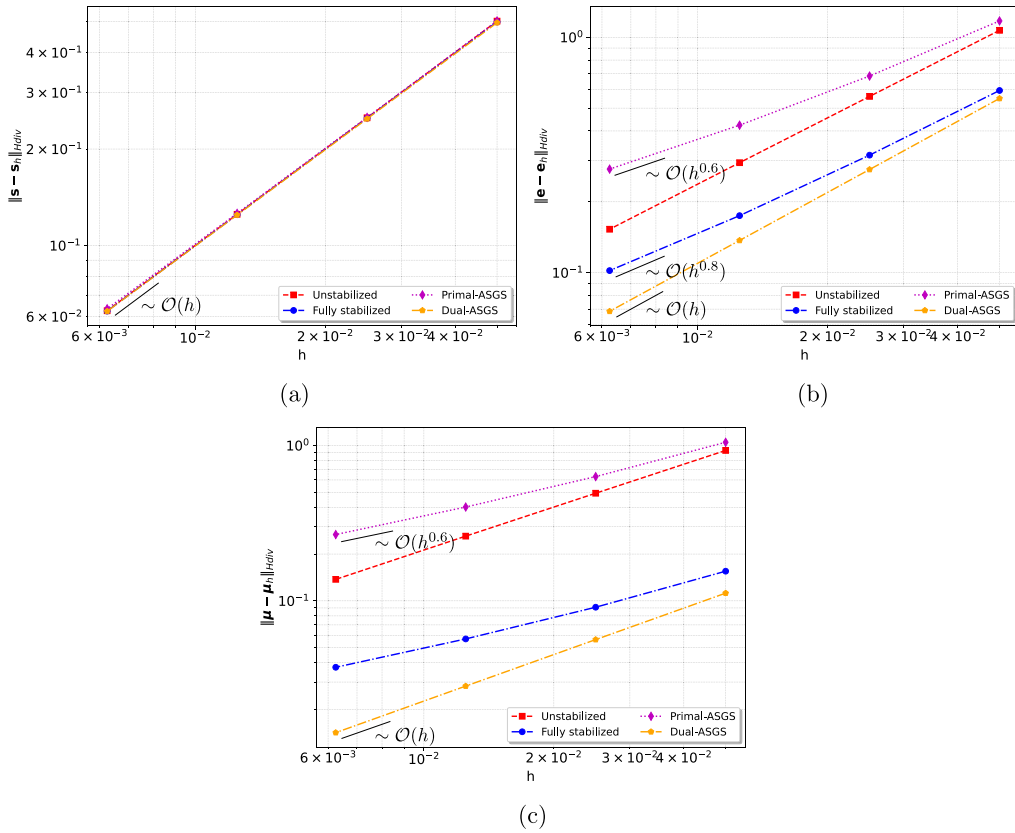 ‖s − s_h‖_{Hdiv}
4 × 10⁻¹
3 × 10⁻¹
2 × 10⁻¹
10⁻¹
6 × 10⁻²
∼ O(h)
Unstabilized
Fully stabilized
Primal-ASGS
Dual-ASGS
6 × 10⁻³
10⁻²
2 × 10⁻²
3 × 10⁻²
4 × 10⁻²
h
(a)
‖e − e_h‖_{Hdiv}
10⁰
10⁻¹
∼ O(h^{0.6})
∼ O(h^{0.8})
∼ O(h)
Unstabilized
Fully stabilized
Primal-ASGS
Dual-ASGS
6 × 10⁻³
10⁻²
2 × 10⁻²
3 × 10⁻²
4 × 10⁻²
h
(b)
‖μ − μ_h‖_{Hdiv}
10⁰
10⁻¹
∼ O(h^{0.6})
∼ O(h)
Unstabilized
Fully stabilized
Primal-ASGS
Dual-ASGS
6 × 10⁻³
10⁻²
2 × 10⁻²
3 × 10⁻²
4 × 10⁻²
h
(c)